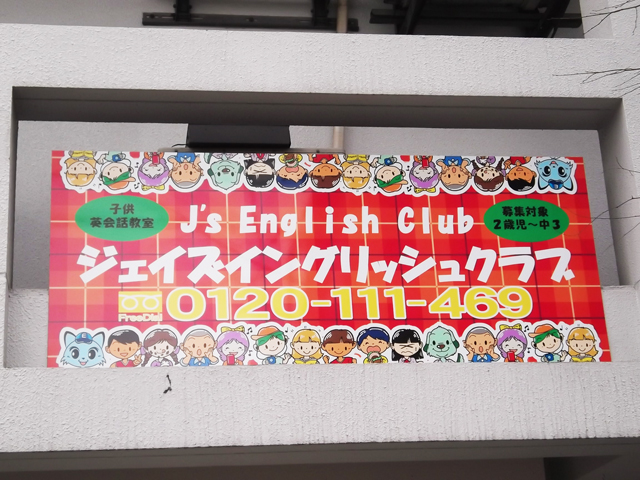 子供
英会話教室
J's English Club
募集対象
2歳児～中3
ジェイズイングリッシュクラブ
FreeDial
0120-111-469